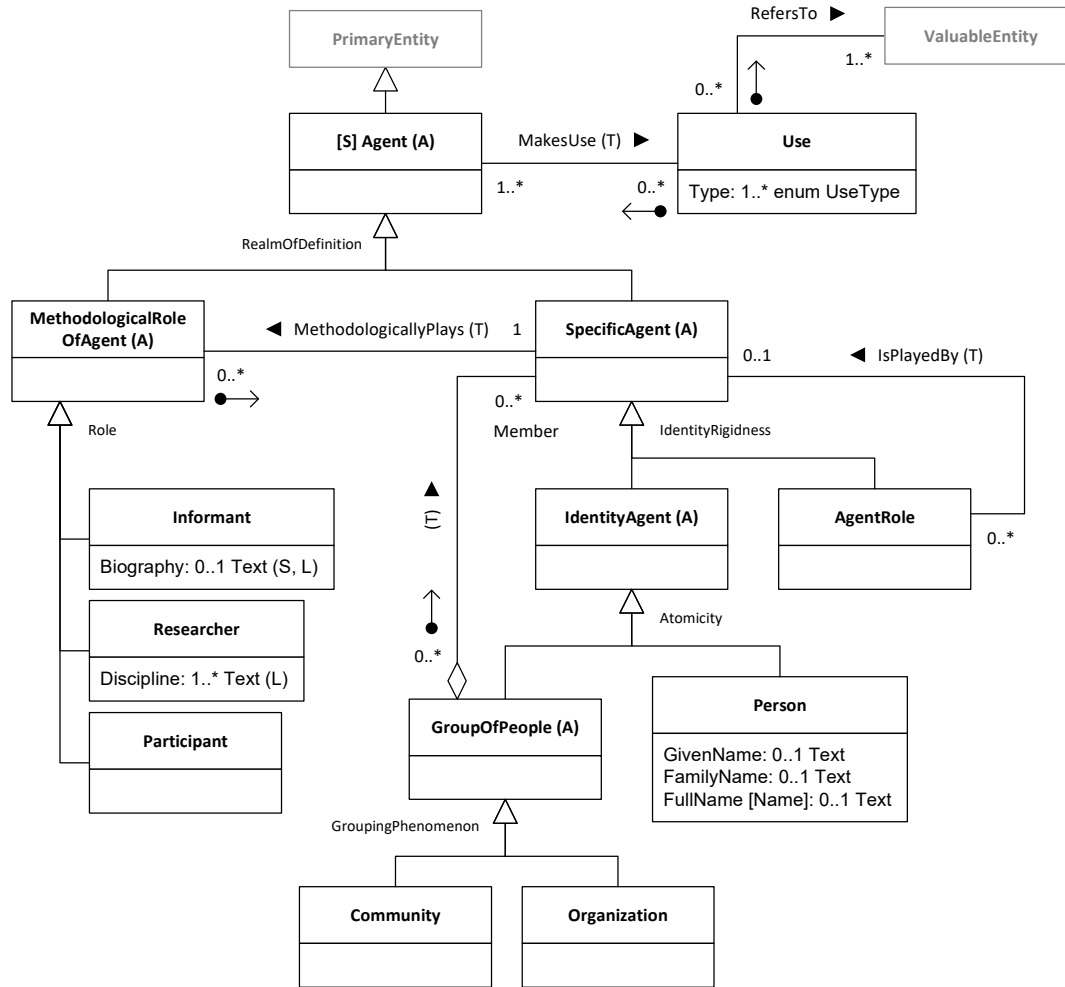 RefersTo ►
PrimaryEntity
ValuableEntity
1..*
0..*
[S] Agent (A)
MakesUse (T) ►
Use
1..*
0..*
Type: 1..* enum UseType
RealmOfDefinition
MethodologicalRole
OfAgent (A)
◄ MethodologicallyPlays (T)
1
SpecificAgent (A)
0..1
◄ IsPlayedBy (T)
0..*
0..*
Member
Role
IdentityRigidness
(T) ►
Informant
Biography: 0..1 Text (S, L)
IdentityAgent (A)
AgentRole
0..*
Researcher
Discipline: 1..* Text (L)
Atomicity
0..*
Participant
GroupOfPeople (A)
Person
GivenName: 0..1 Text
FamilyName: 0..1 Text
FullName [Name]: 0..1 Text
GroupingPhenomenon
Community
Organization